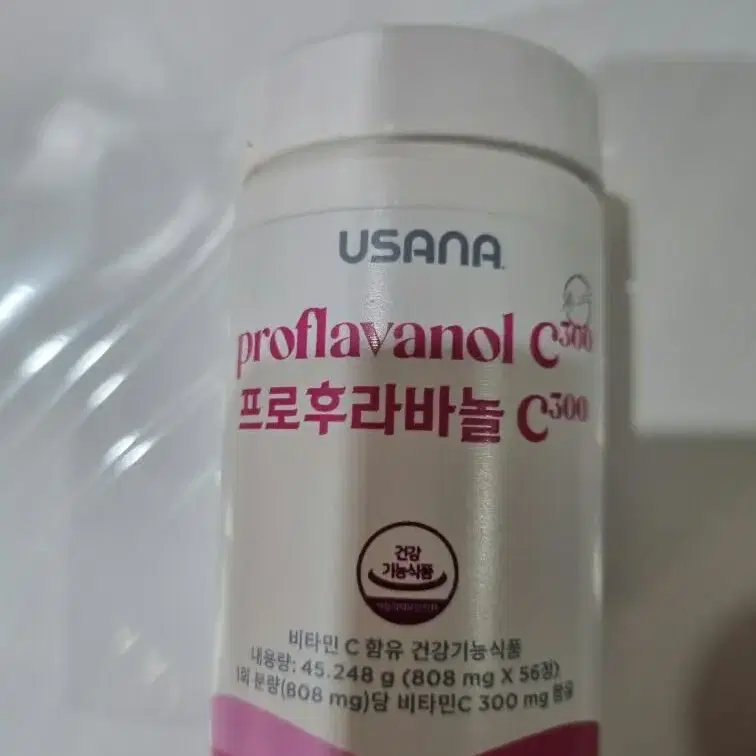 USANA
proflavanol C300
프로후라바놀 C300
건강
기능식품
비타민 C 함유 건강기능식품
내용량: 45.248 g (808 mg X 56정)
1회 분량(808 mg)당 비타민C 300 mg 함유